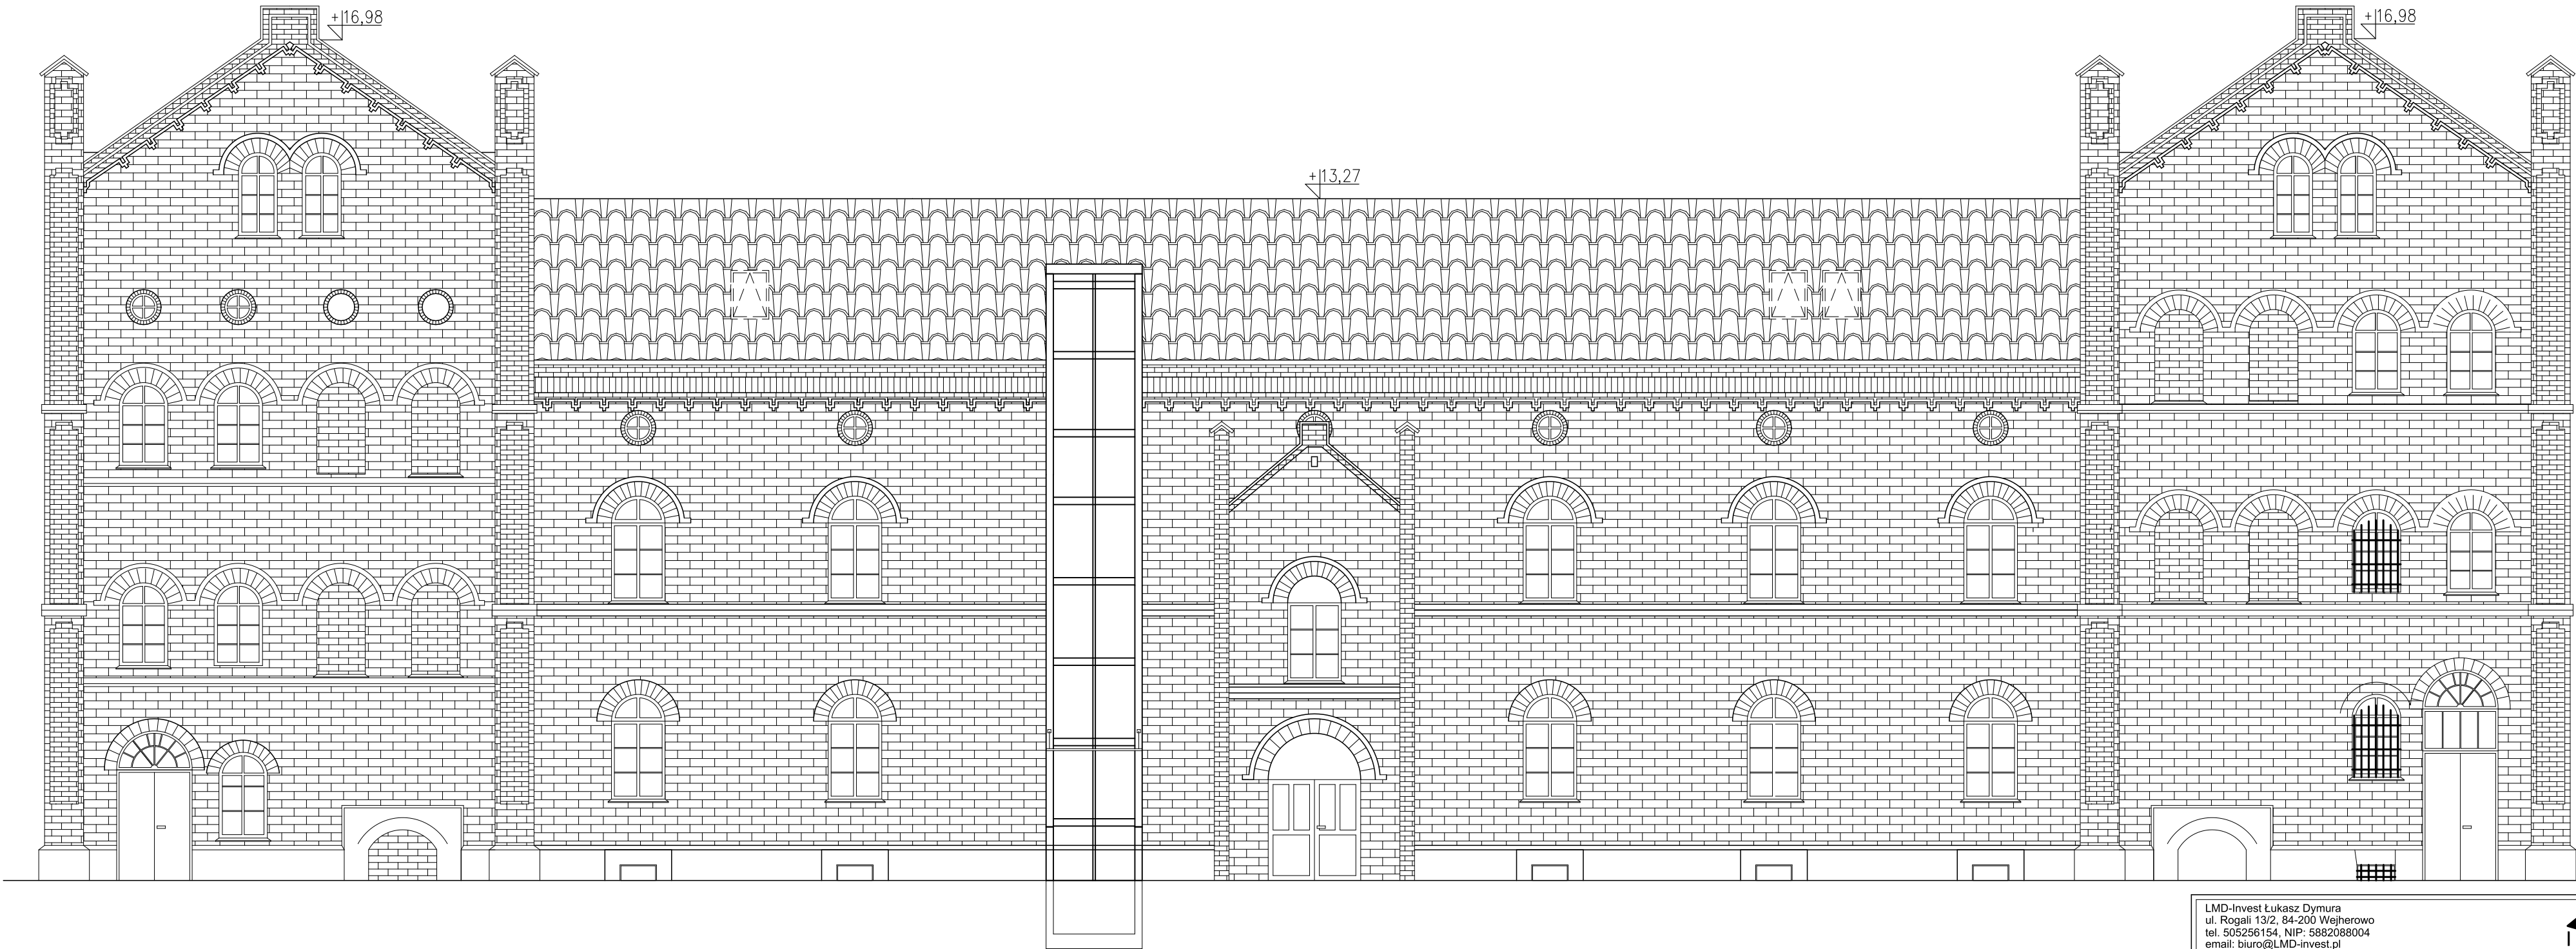 +16,98
+16,98
+13,27
LMD-Invest Łukasz Dymura
ul. Rogali 13/2, 84-200 Wejherowo
tel. 505256154, NIP: 5882088004
email: biuro@LMD-invest.pl